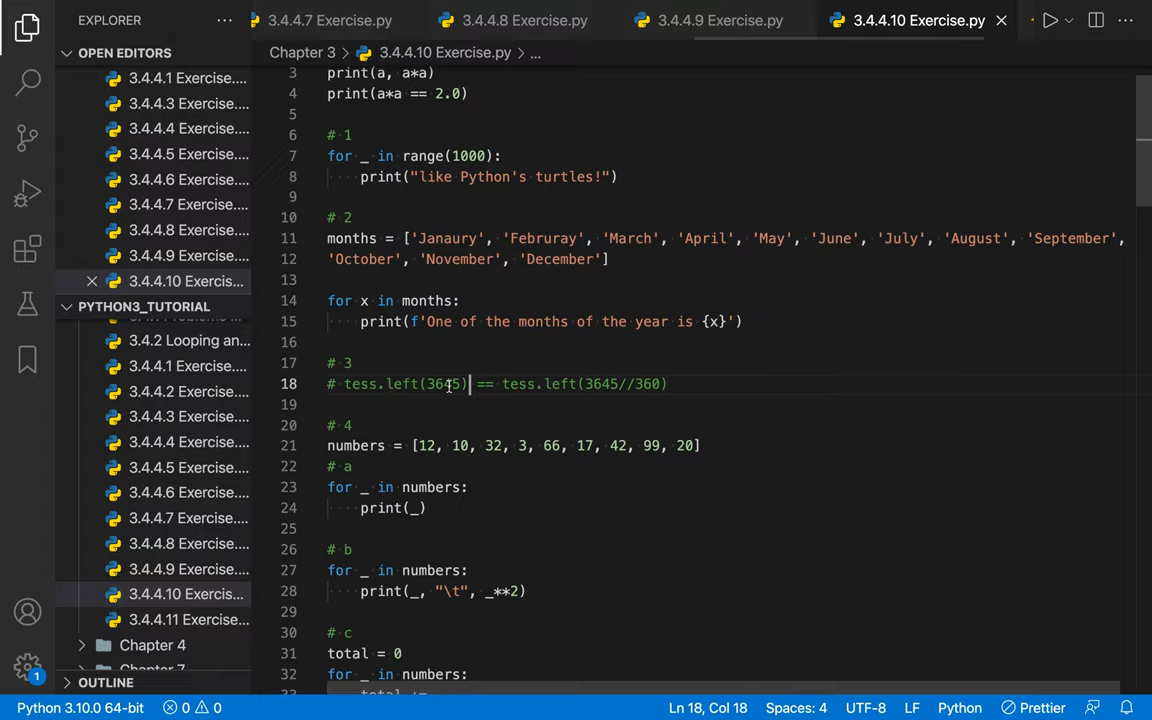 EXPLORER ...
3.4.4.7 Exercise.py 3.4.4.8 Exercise.py 3.4.4.9 Exercise.py 3.4.4.10 Exercise.py
OPEN EDITORS
3.4.4.1 Exercise....
3.4.4.3 Exercise....
3.4.4.4 Exercise....
3.4.4.5 Exercise....
3.4.4.6 Exercise....
3.4.4.7 Exercise....
3.4.4.8 Exercise....
3.4.4.9 Exercise....
3.4.4.10 Exercis...
PYTHON3_TUTORIAL
3.4.2 Looping an...
3.4.4.1 Exercise....
3.4.4.2 Exercise....
3.4.4.3 Exercise....
3.4.4.4 Exercise....
3.4.4.5 Exercise....
3.4.4.6 Exercise....
3.4.4.7 Exercise....
3.4.4.8 Exercise....
3.4.4.9 Exercise....
3.4.4.10 Exercis...
3.4.4.11 Exercise....
Chapter 4
Chapter 7
OUTLINE
Chapter 3 > 3.4.4.10 Exercise.py > ...
3 print(a, a*a)
4 print(a*a == 2.0)
5
6 # 1
7 for _ in range(1000):
8 print("like Python's turtles!")
9
10 # 2
11 months = ['Janaury', 'Februray', 'March', 'April', 'May', 'June', 'July', 'August', 'September',
12 'October', 'November', 'December']
13
14 for x in months:
15 print(f'One of the months of the year is {x}')
16
17 # 3
18 # tess.left(3645) == tess.left(3645//360)
19
20 # 4
21 numbers = [12, 10, 32, 3, 66, 17, 42, 99, 20]
22 # a
23 for _ in numbers:
24 print(_)
25
26 # b
27 for _ in numbers:
28 print(_, "\t", _**2)
29
30 # c
31 total = 0
32 for _ in numbers:
33 total +=
1
Python 3.10.0 64-bit 0 0 Ln 18, Col 18 Spaces: 4 UTF-8 LF Python Prettier